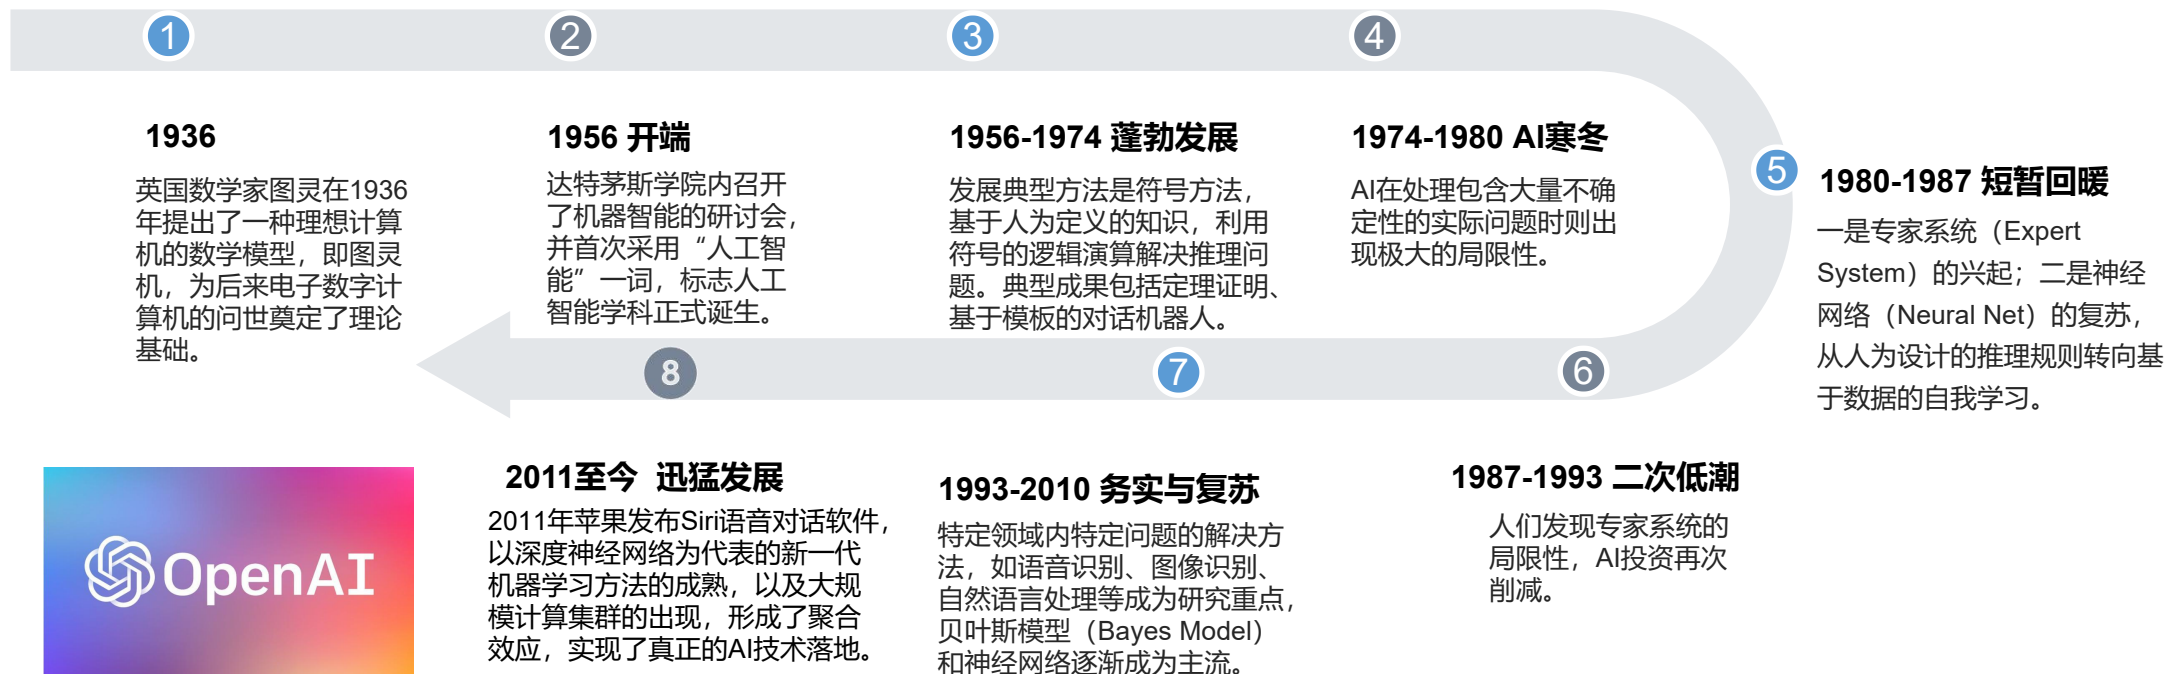 1
2
3
4
1936
英国数学家图灵在1936
年提出了一种理想计算
机的数学模型，即图灵
机，为后来电子数字计
算机的问世奠定了理论
基础。
1956 开端
达特茅斯学院内召开
了机器智能的研讨会，
并首次采用“人工智
能”一词，标志人工
智能学科正式诞生。
1956-1974 蓬勃发展
发展典型方法是符号方法，
基于人为定义的知识，利用
符号的逻辑演算解决推理问
题。典型成果包括定理证明、
基于模板的对话机器人。
1974-1980 AI寒冬
AI在处理包含大量不确
定性的实际问题时则出
现极大的局限性。
5
1980-1987 短暂回暖
一是专家系统（Expert
System）的兴起；二是神经
网络（Neural Net）的复苏，
从人为设计的推理规则转向基
于数据的自我学习。
6
1987-1993 二次低潮
人们发现专家系统的
局限性，AI投资再次
削减。
7
1993-2010 务实与复苏
特定领域内特定问题的解决方
法，如语音识别、图像识别、
自然语言处理等成为研究重点，
贝叶斯模型（Bayes Model）
和神经网络逐渐成为主流。
8
2011至今 迅猛发展
2011年苹果发布Siri语音对话软件，
以深度神经网络为代表的新一代
机器学习方法的成熟，以及大规
模计算集群的出现，形成了聚合
效应，实现了真正的AI技术落地。
OpenAI